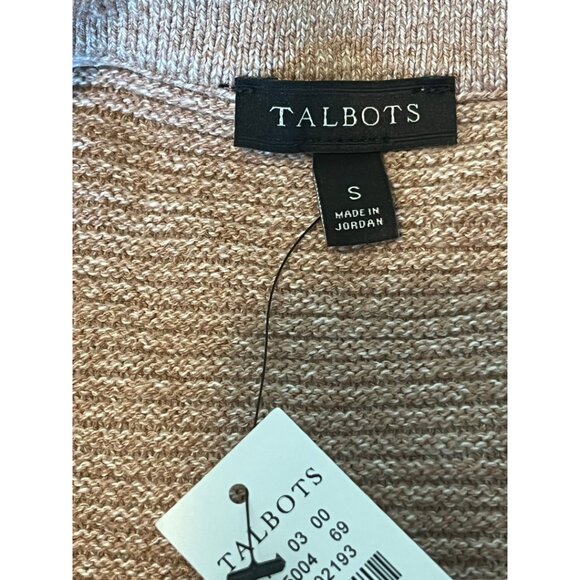 TALBOTS
S
MADE IN
JORDAN
TALBOTS
03 00
5004 69
02193